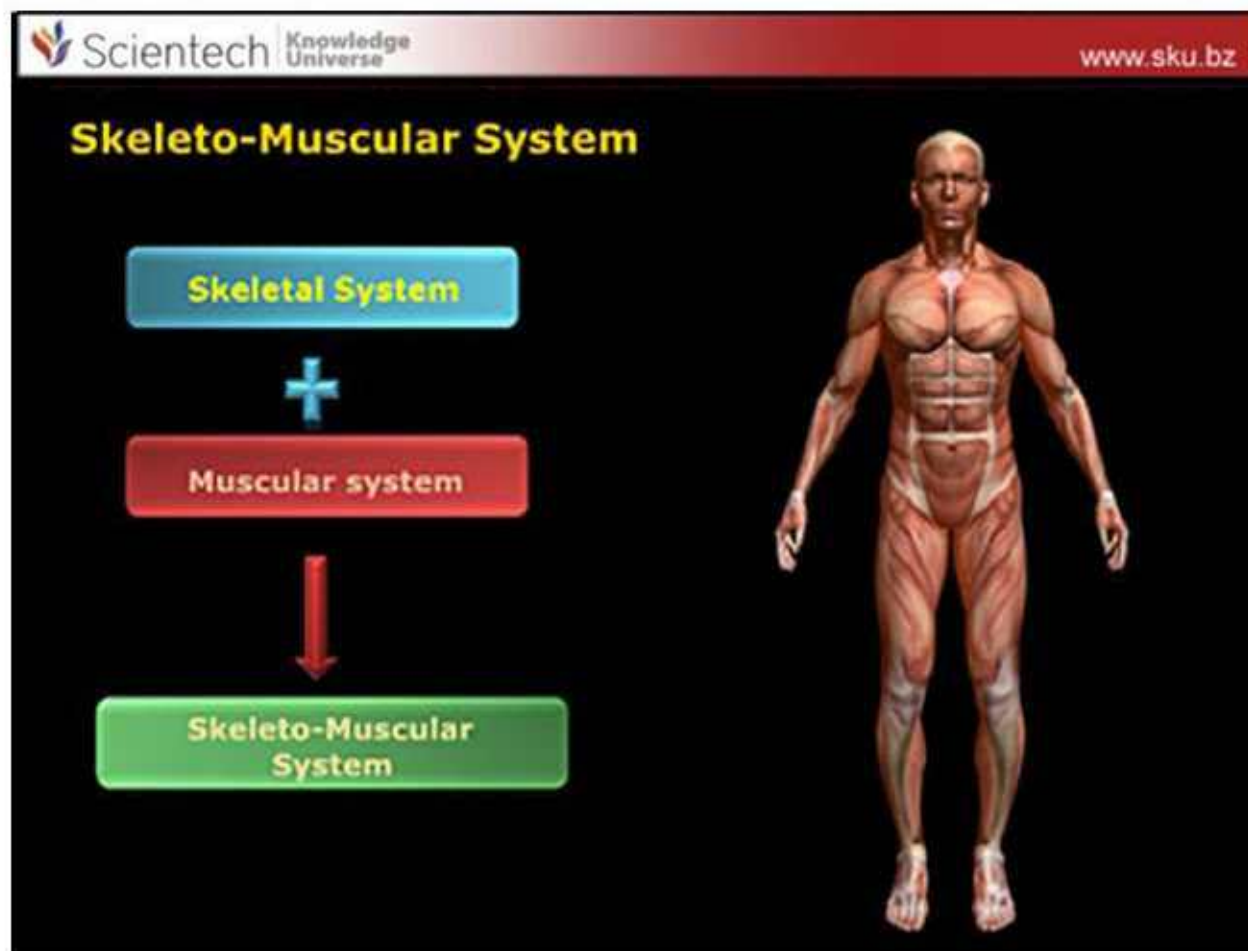 Scientech
Knowledge
Universe
www.sku.bz
Skeleto-Muscular System
Skeletal System
Muscular system
Skeleto-Muscular
System